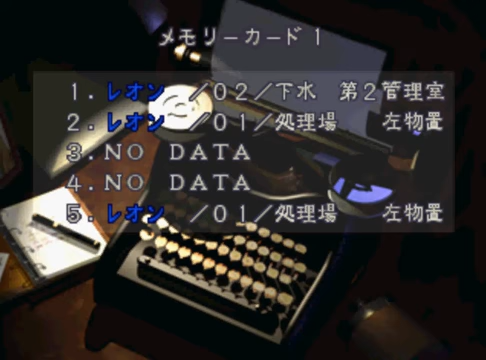 メモリーカード１
１．レオン　／０２／下水　第２管理室
２．レオン　／０１／処理場　　左物置
３．ＮＯ　ＤＡＴＡ
４．ＮＯ　ＤＡＴＡ
５．レオン　／０１／処理場　　左物置